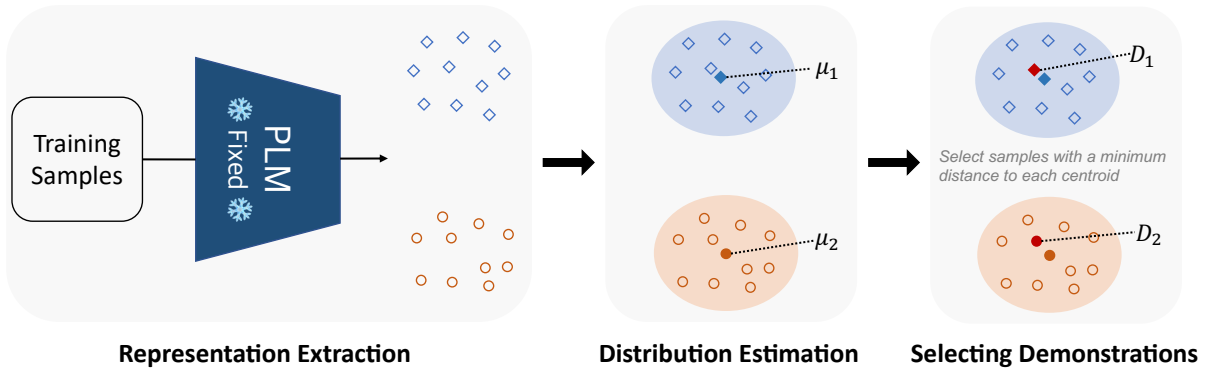 Training
Samples
PLM
Fixed
μ₁
μ₂
D₁
Select samples with a minimum
distance to each centroid
D₂
Representation Extraction
Distribution Estimation
Selecting Demonstrations